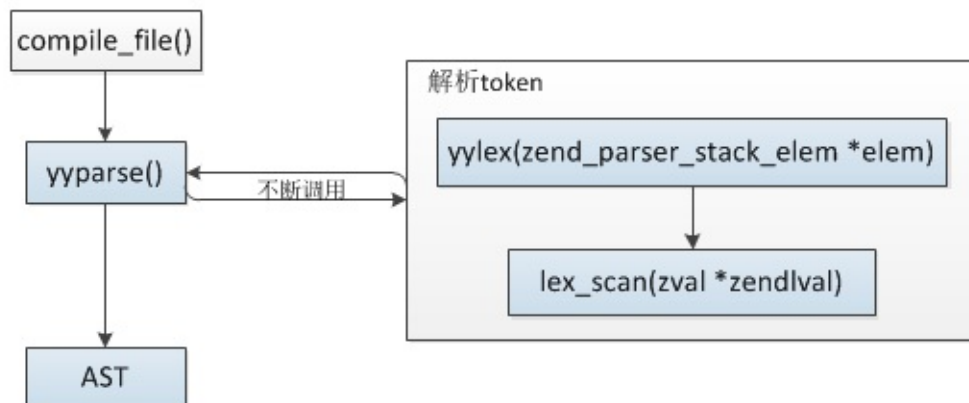 compile_file()
解析token
yylex(zend_parser_stack_elem *elem)
yyparse()
不断调用
lex_scan(zval *zendlval)
AST